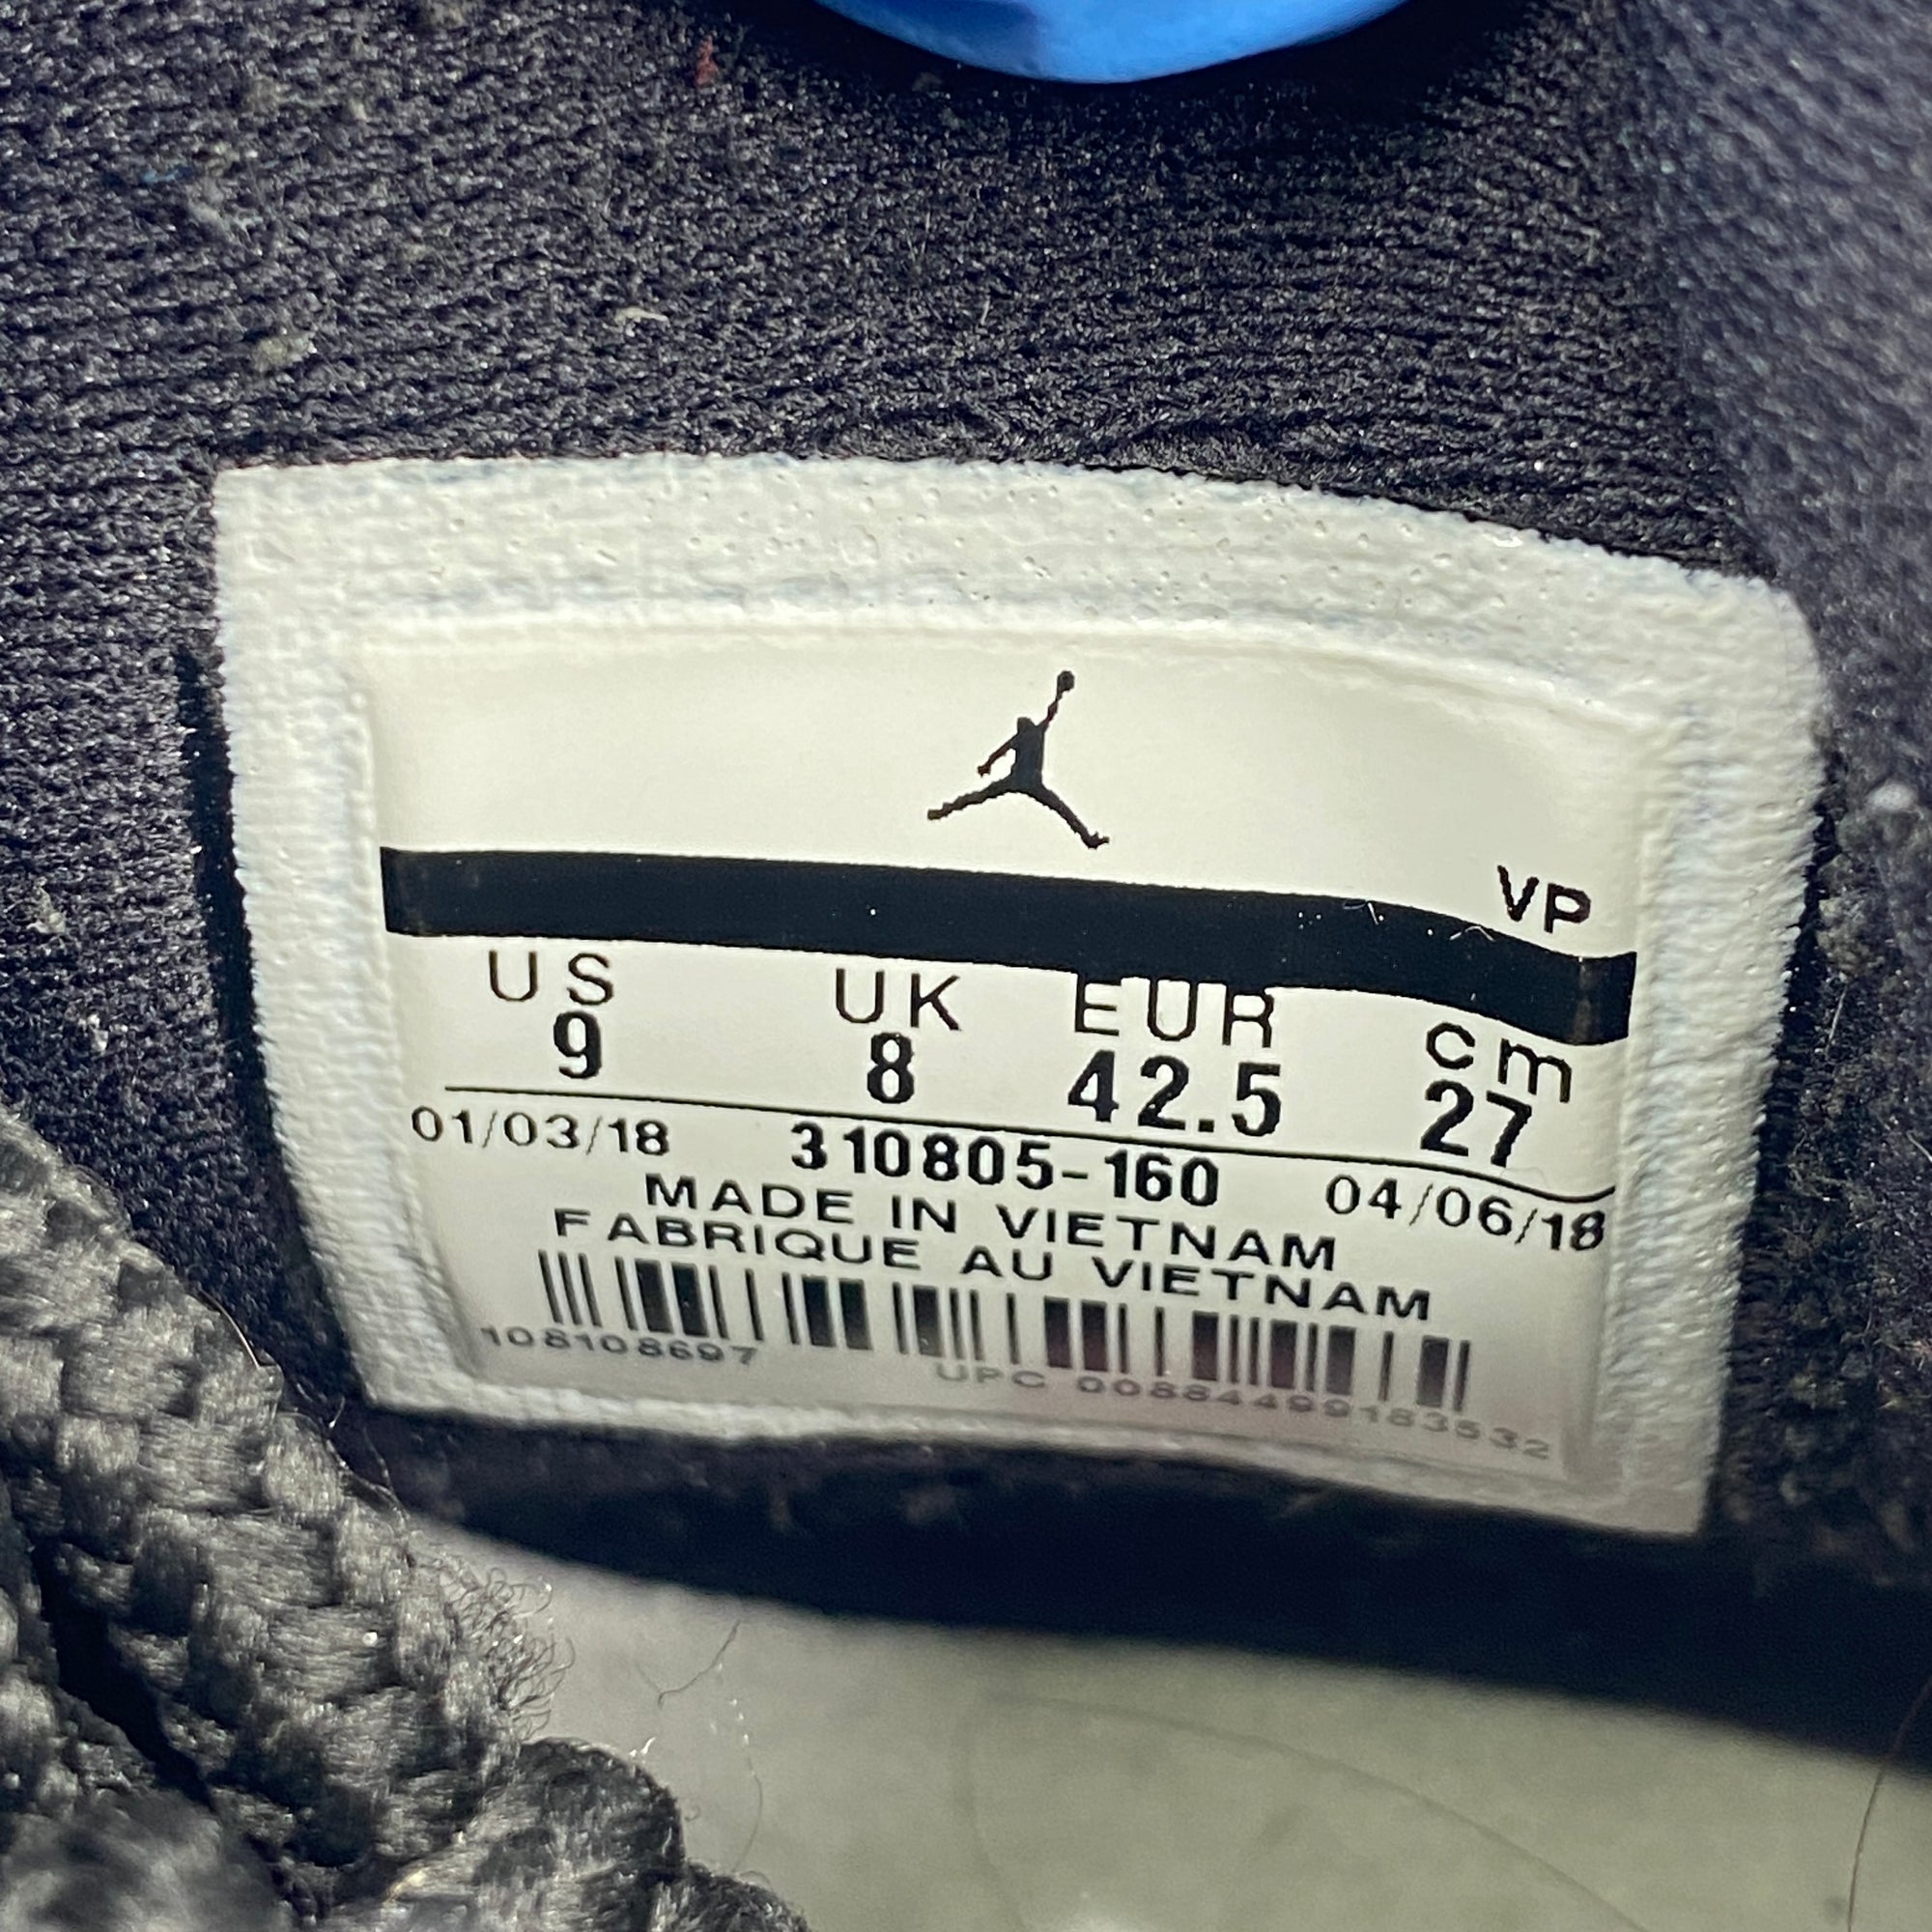 VP
US UK EUR cm
9 8 42.5 27
01/03/18 310805-160 04/06/18
MADE IN VIETNAM
FABRIQUE AU VIETNAM
108108697 UPC 00884499183532